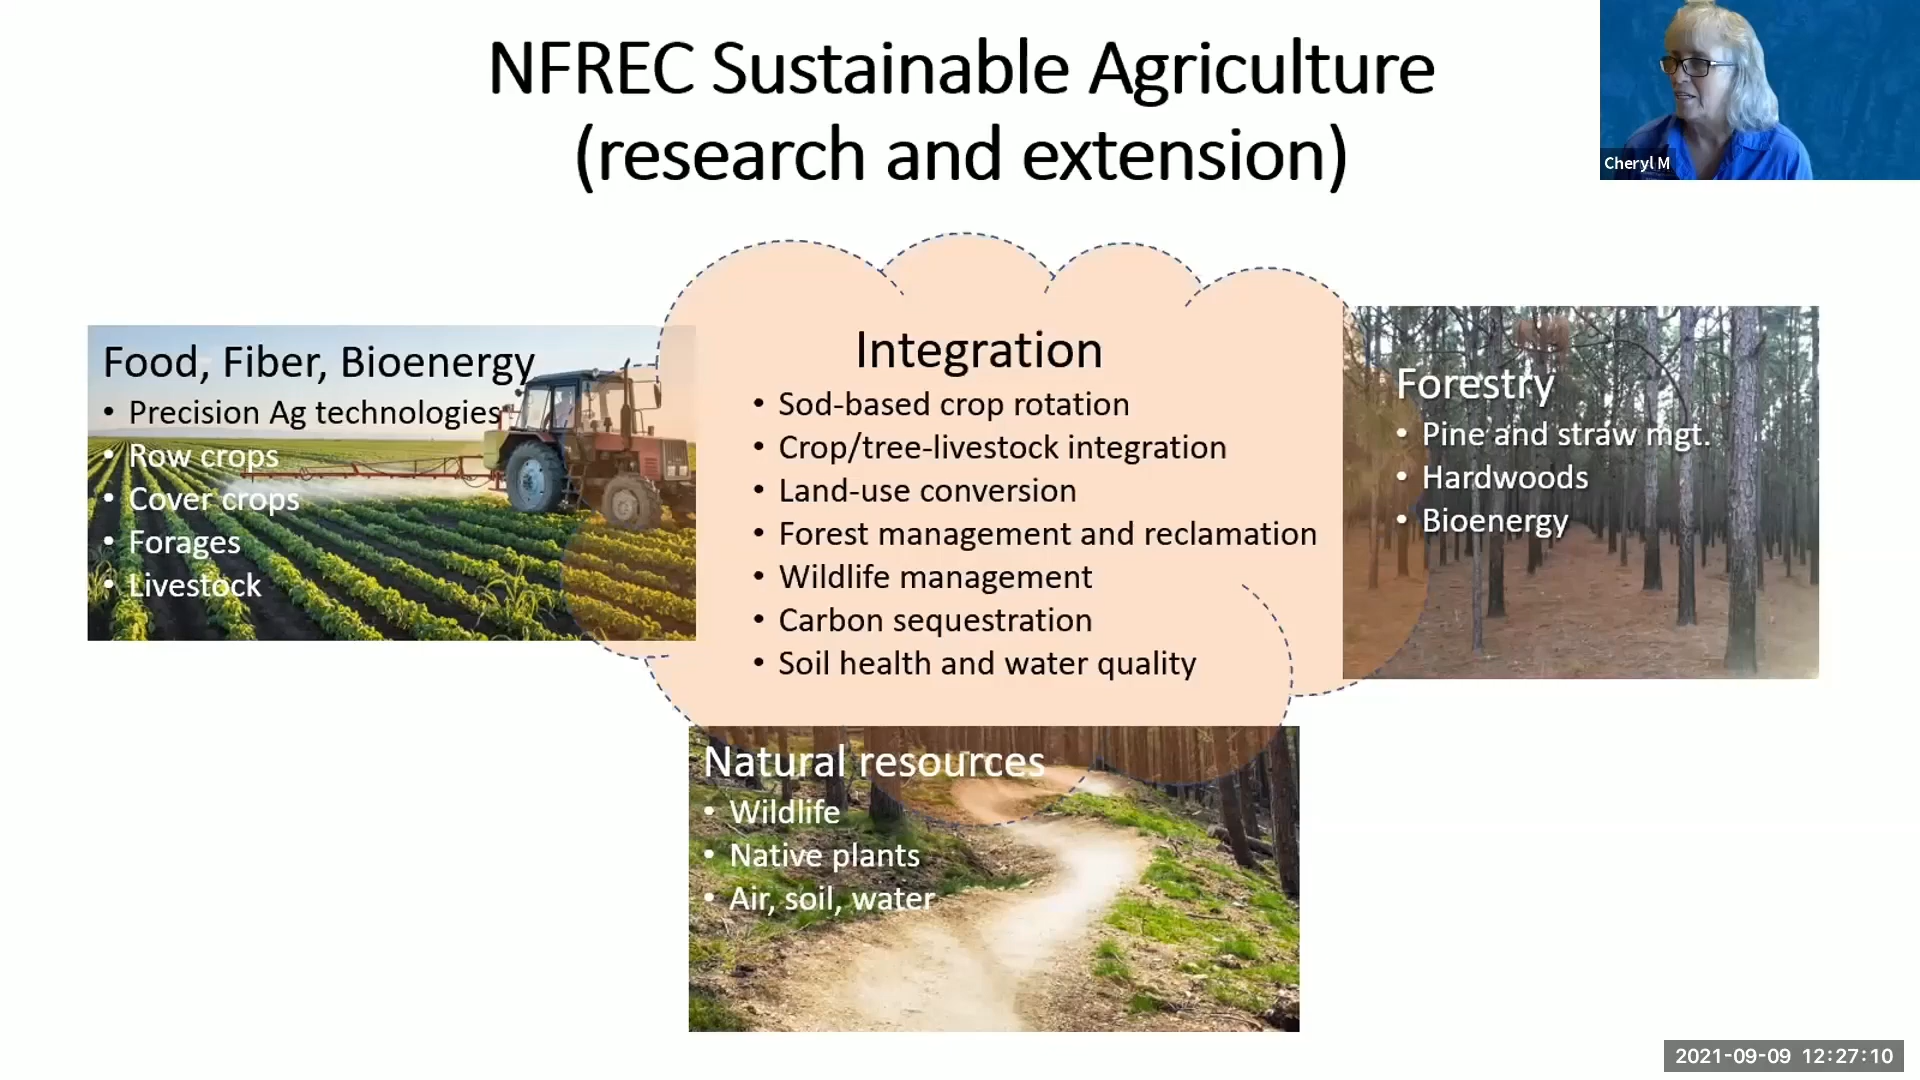 NFREC Sustainable Agriculture
(research and extension)
Cheryl M
Food, Fiber, Bioenergy
• Precision Ag technologies
• Row crops
• Cover crops
• Forages
• Livestock
Integration
• Sod-based crop rotation
• Crop/tree-livestock integration
• Land-use conversion
• Forest management and reclamation
• Wildlife management
• Carbon sequestration
• Soil health and water quality
Forestry
• Pine and straw mgt.
• Hardwoods
• Bioenergy
Natural resources
• Wildlife
• Native plants
• Air, soil, water
2021-09-09 12:27:10